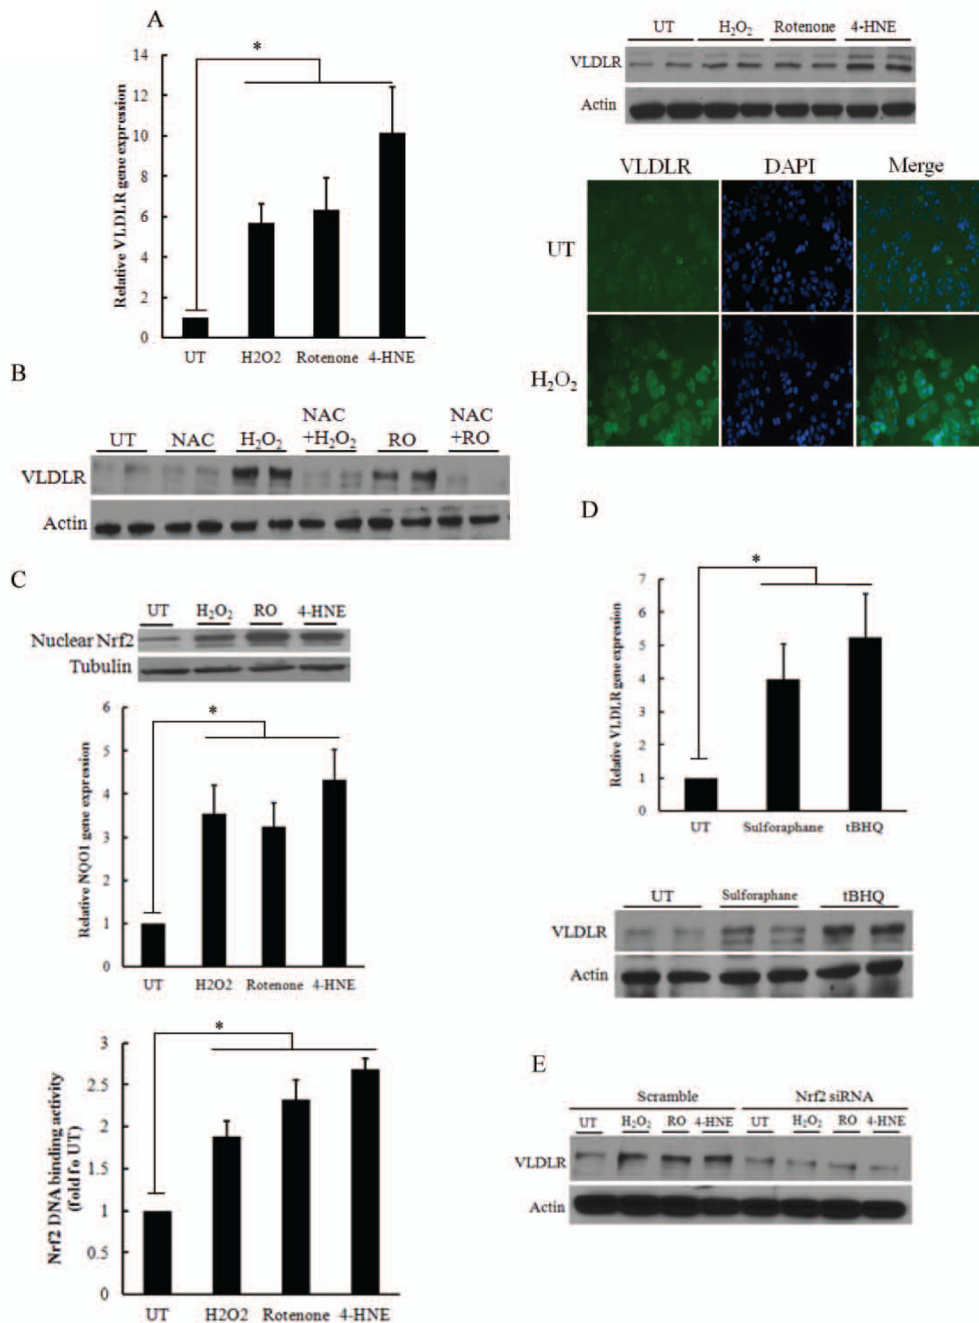 A
Relative VLDLR gene expression
14
12
10
8
6
4
2
0
*
UT H2O2 Rotenone 4-HNE
UT H₂O₂ Rotenone 4-HNE
VLDLR
Actin
VLDLR DAPI Merge
UT
H₂O₂
B
UT NAC H₂O₂ NAC +H₂O₂ RO NAC +RO
VLDLR
Actin
C
UT H₂O₂ RO 4-HNE
Nuclear Nrf2
Tubulin
Relative NQO1 gene expression
6
5
4
3
2
1
0
*
UT H2O2 Rotenone 4-HNE
Nrf2 DNA binding activity
(fold fo UT)
3
2.5
2
1.5
1
0.5
0
*
UT H2O2 Rotenone 4-HNE
D
Relative VLDLR gene expression
7
6
5
4
3
2
1
0
*
UT Sulforaphane tBHQ
UT Sulforaphane tBHQ
VLDLR
Actin
E
Scramble Nrf2 siRNA
UT H₂O₂ RO 4-HNE UT H₂O₂ RO 4-HNE
VLDLR
Actin